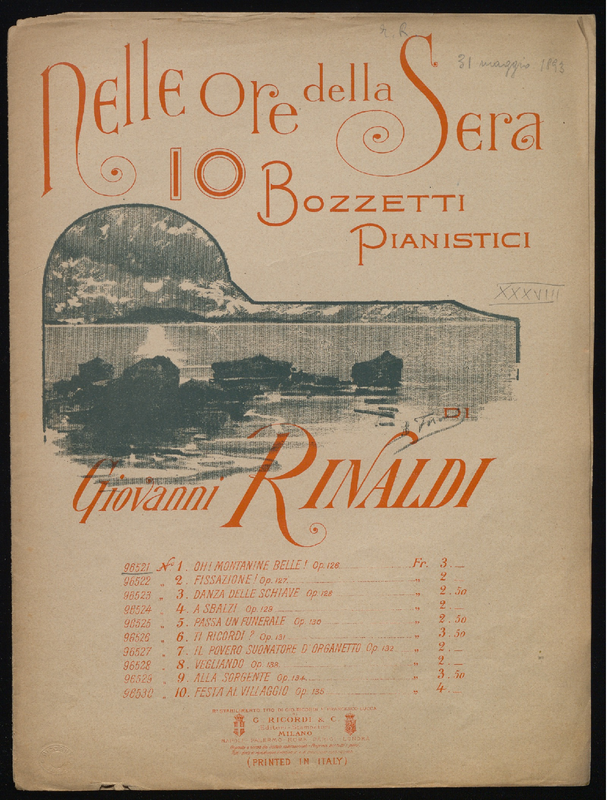 31 maggio 1893
Nelle Ore della Sera
10 Bozzetti
Pianistici
XXXVIII
DI
Giovanni Rinaldi
96521 No 1. OH! MONTANINE BELLE! Op. 126. Fr. 3._
96522 „ 2. FISSAZIONE! Op. 127. „ 2._
96523 „ 3. DANZA DELLE SCHIAVE Op. 128 „ 2.50
96524 „ 4. A SBALZI Op. 129 „ 2._
96525 „ 5. PASSA UN FUNERALE Op. 130 „ 2.50
96526 „ 6. TI RICORDI? Op. 131 „ 3.50
96527 „ 7. IL POVERO SUONATORE D'ORGANETTO Op. 132 „ 2._
96528 „ 8. VEGLIANDO Op. 133. „ 2._
96529 „ 9. ALLA SORGENTE Op. 134. „ 3.50
96530 „ 10. FESTA AL VILLAGGIO Op. 135 „ 4._
G. RICORDI & C.
MILANO
(PRINTED IN ITALY)